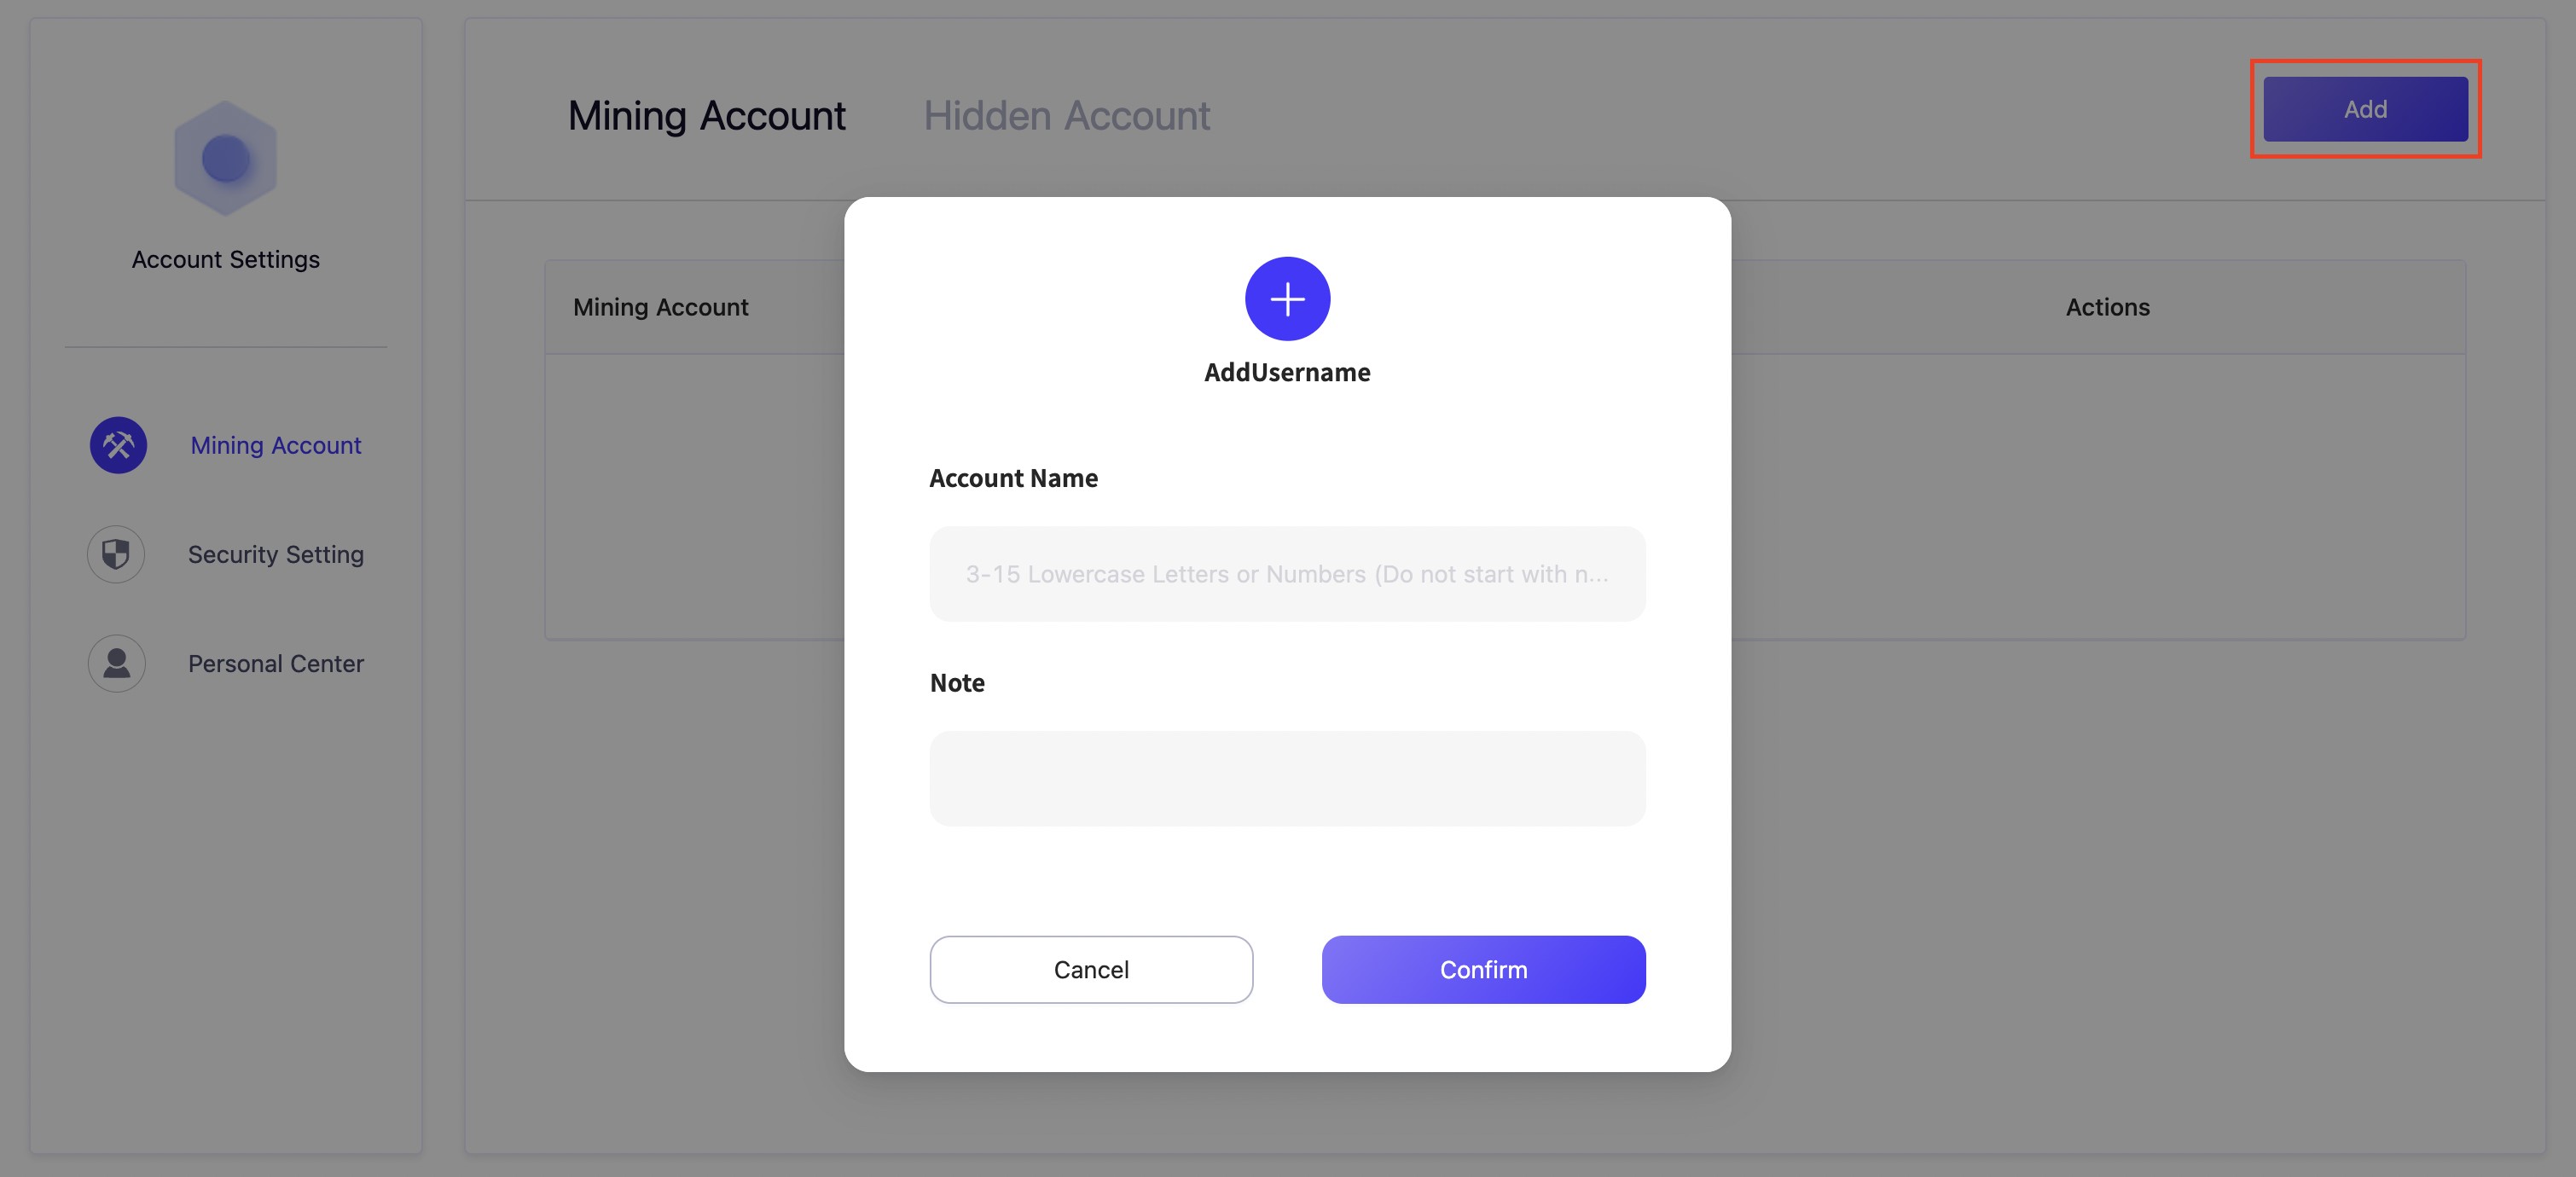 Account Settings
Mining Account
Security Setting
Personal Center
Mining Account
Hidden Account
Add
Mining Account
Actions
AddUsername
Account Name
3-15 Lowercase Letters or Numbers (Do not start with n...
Note
Cancel
Confirm